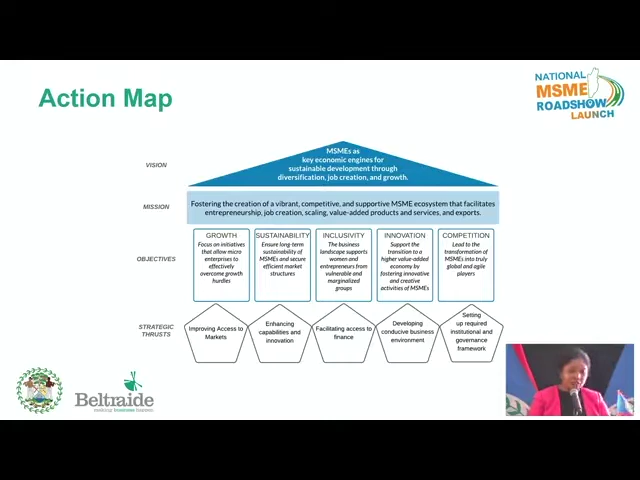 Action Map
NATIONAL
MSME
ROADSHOW
LAUNCH
VISION
MSMEs as
key economic engines for
sustainable development through
diversification, job creation, and growth.
MISSION
Fostering the creation of a vibrant, competitive, and supportive MSME ecosystem that facilitates
entrepreneurship, job creation, scaling, value-added products and services, and exports.
OBJECTIVES
GROWTH
Focus on initiatives
that allow micro
enterprises to
effectively
overcome growth
hurdles
SUSTAINABILITY
Ensure long-term
sustainability of
MSMEs and secure
efficient market
structures
INCLUSIVITY
The business
landscape supports
women and
entrepreneurs from
vulnerable and
marginalized
groups
INNOVATION
Support the
transition to a
higher value-added
economy by
fostering innovative
and creative
activities of MSMEs
COMPETITION
Lead to the
transformation of
MSMEs into truly
global and agile
players
STRATEGIC
THRUSTS
Improving Access to
Markets
Enhancing
capabilities and
innovation
Facilitating access to
finance
Developing
conducive business
environment
Setting
up required
institutional and
governance
framework
Beltraide